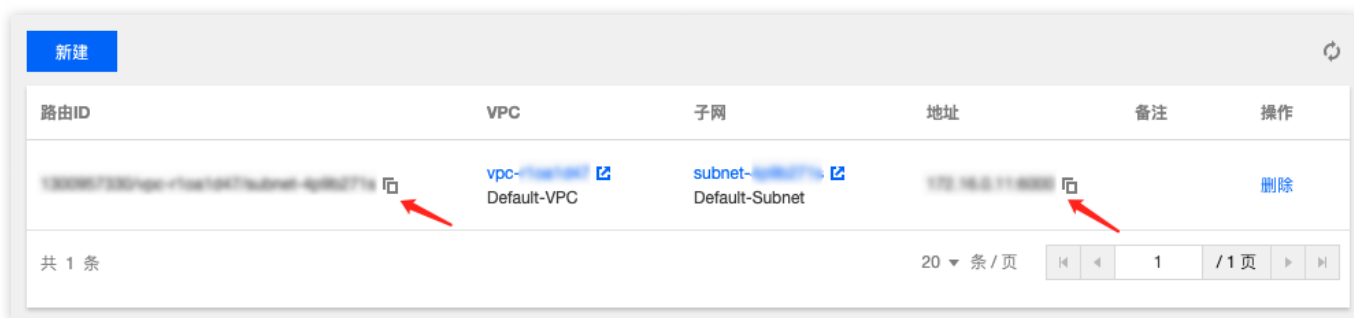 新建
路由ID VPC 子网 地址 备注 操作
vpc- subnet- 删除
Default-VPC Default-Subnet
共 1 条 20 条 / 页 1 / 1 页